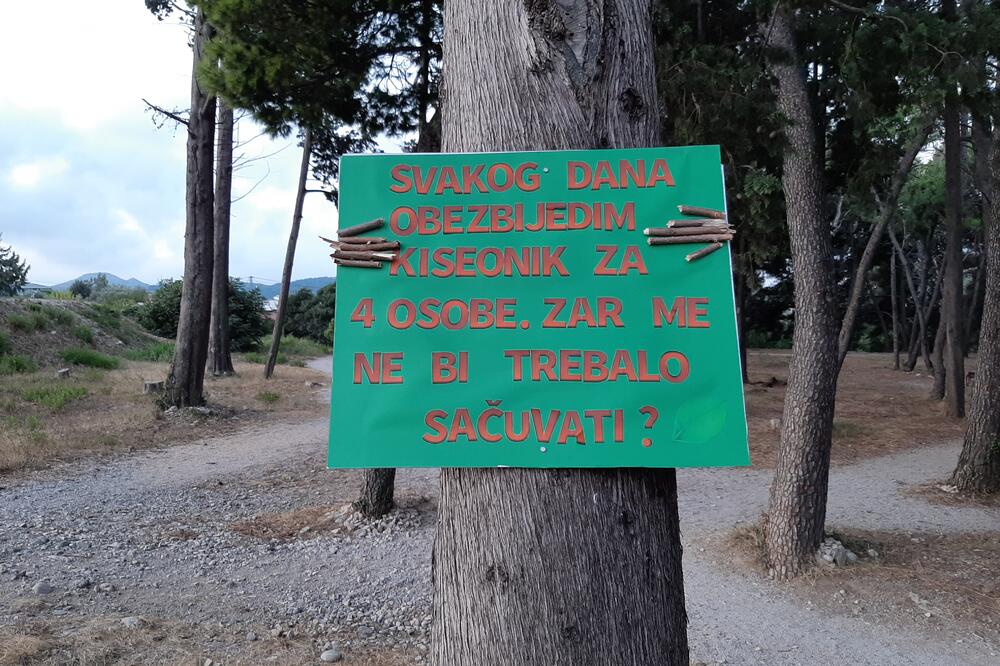 SVAKOG DANA
OBEZBIJEDIM
KISEONIK ZA
4 OSOBE. ZAR ME
NE BI TREBALO
SAČUVATI ?